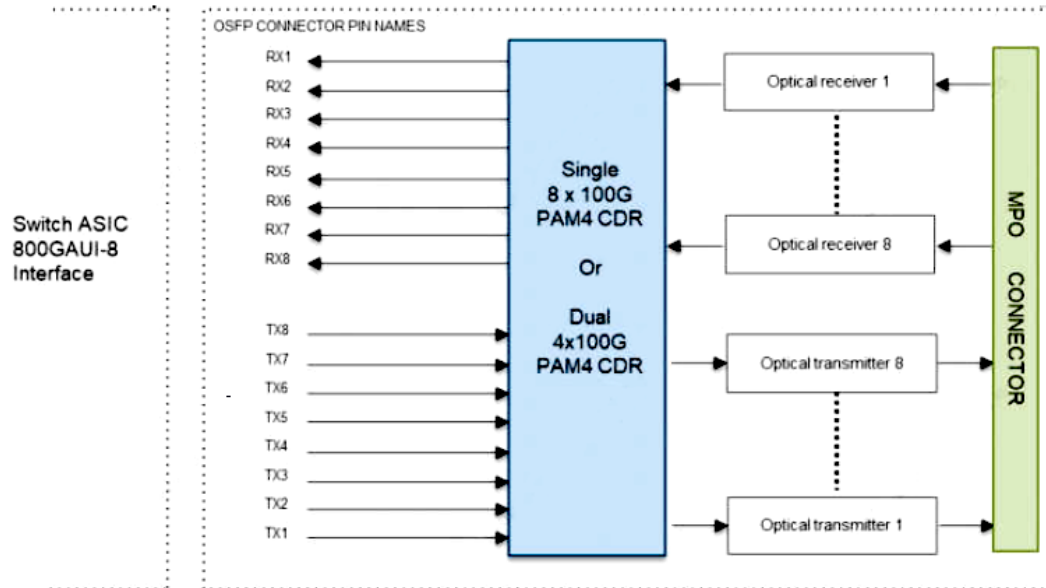 OSFP CONNECTOR PIN NAMES
RX1
RX2
RX3
RX4
RX5
RX6
RX7
RX8
TX8
TX7
TX6
TX5
TX4
TX3
TX2
TX1
Switch ASIC
800GAUI-8
Interface
Single
8 x 100G
PAM4 CDR
Or
Dual
4x100G
PAM4 CDR
Optical receiver 1
Optical receiver 8
Optical transmitter 8
Optical transmitter 1
MPO CONNECTOR